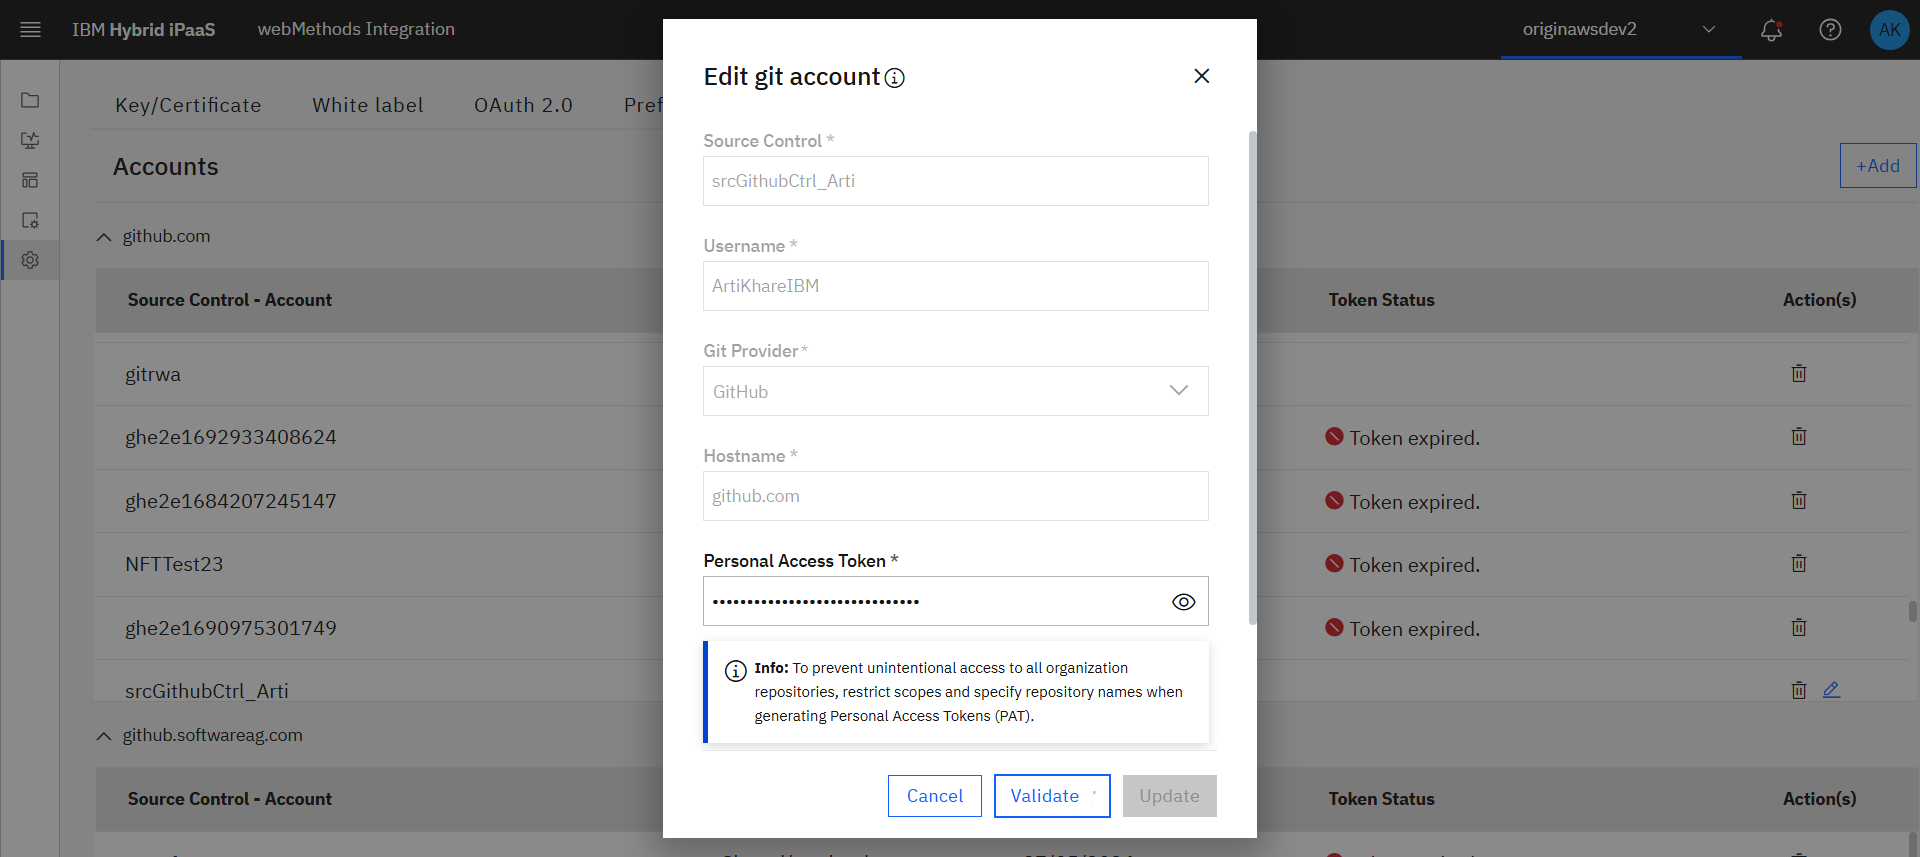 IBM Hybrid iPaaS
webMethods Integration
originawsdev2
AK
Key/Certificate
White label
OAuth 2.0
Pref
Accounts
+Add
github.com
Source Control - Account
Token Status
Action(s)
gitrwa
ghe2e1692933408624
Token expired.
ghe2e1684207245147
Token expired.
NFTTest23
Token expired.
ghe2e1690975301749
Token expired.
srcGithubCtrl_Arti
github.softwareag.com
Source Control - Account
Token Status
Action(s)
Edit git account
Source Control *
srcGithubCtrl_Arti
Username *
ArtiKhareIBM
Git Provider*
GitHub
Hostname *
github.com
Personal Access Token *
••••••••••••••••••••••••••••••
Info: To prevent unintentional access to all organization
repositories, restrict scopes and specify repository names when
generating Personal Access Tokens (PAT).
Cancel
Validate
Update